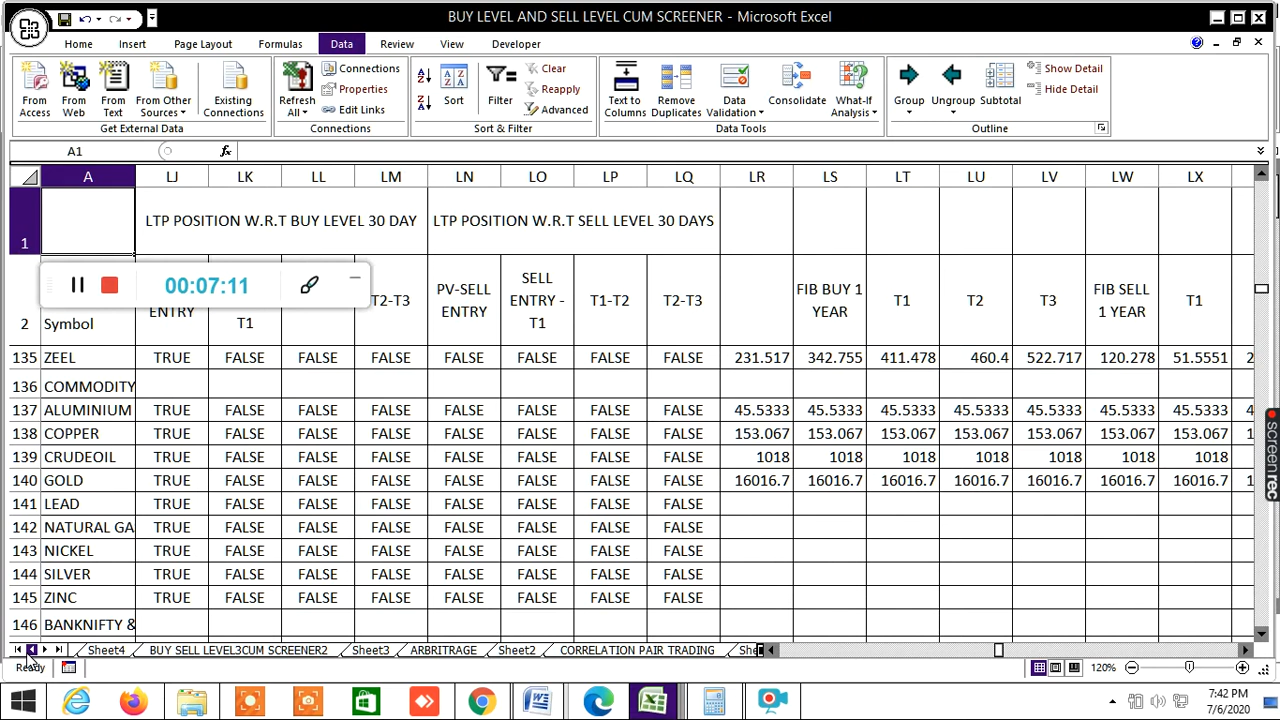 BUY LEVEL AND SELL LEVEL CUM SCREENER - Microsoft Excel
Home Insert Page Layout Formulas Data Review View Developer
From Access
From Web
From Text
From Other Sources
Existing Connections
Get External Data
Refresh All
Connections
Properties
Edit Links
Connections
Sort
Filter
Clear
Reapply
Advanced
Sort & Filter
Text to Columns
Remove Duplicates
Data Validation
Consolidate
What-If Analysis
Data Tools
Group
Ungroup
Subtotal
Show Detail
Hide Detail
Outline
A1 fx
A LJ LK LL LM LN LO LP LQ LR LS LT LU LV LW LX
1 LTP POSITION W.R.T BUY LEVEL 30 DAY LTP POSITION W.R.T SELL LEVEL 30 DAYS
2 Symbol ENTRY T1 T2-T3 PV-SELL ENTRY SELL ENTRY - T1 T1-T2 T2-T3 FIB BUY 1 YEAR T1 T2 T3 FIB SELL 1 YEAR T1
00:07:11
135 ZEEL TRUE FALSE FALSE FALSE FALSE FALSE FALSE FALSE 231.517 342.755 411.478 460.4 522.717 120.278 51.5551 2
136 COMMODITY
137 ALUMINIUM TRUE FALSE FALSE FALSE FALSE FALSE FALSE FALSE 45.5333 45.5333 45.5333 45.5333 45.5333 45.5333 45.5333 4
138 COPPER TRUE FALSE FALSE FALSE FALSE FALSE FALSE FALSE 153.067 153.067 153.067 153.067 153.067 153.067 153.067 1
139 CRUDEOIL TRUE FALSE FALSE FALSE FALSE FALSE FALSE FALSE 1018 1018 1018 1018 1018 1018 1018
140 GOLD TRUE FALSE FALSE FALSE FALSE FALSE FALSE FALSE 16016.7 16016.7 16016.7 16016.7 16016.7 16016.7 16016.7 1
141 LEAD TRUE FALSE FALSE FALSE FALSE FALSE FALSE FALSE
142 NATURAL GA TRUE FALSE FALSE FALSE FALSE FALSE FALSE FALSE
143 NICKEL TRUE FALSE FALSE FALSE FALSE FALSE FALSE FALSE
144 SILVER TRUE FALSE FALSE FALSE FALSE FALSE FALSE FALSE
145 ZINC TRUE FALSE FALSE FALSE FALSE FALSE FALSE FALSE
146 BANKNIFTY &
screenrec
Sheet4 BUY SELL LEVEL3CUM SCREENER2 Sheet3 ARBRITRAGE Sheet2 CORRELATION PAIR TRADING Scr
Ready 120%
7:42 PM
7/6/2020